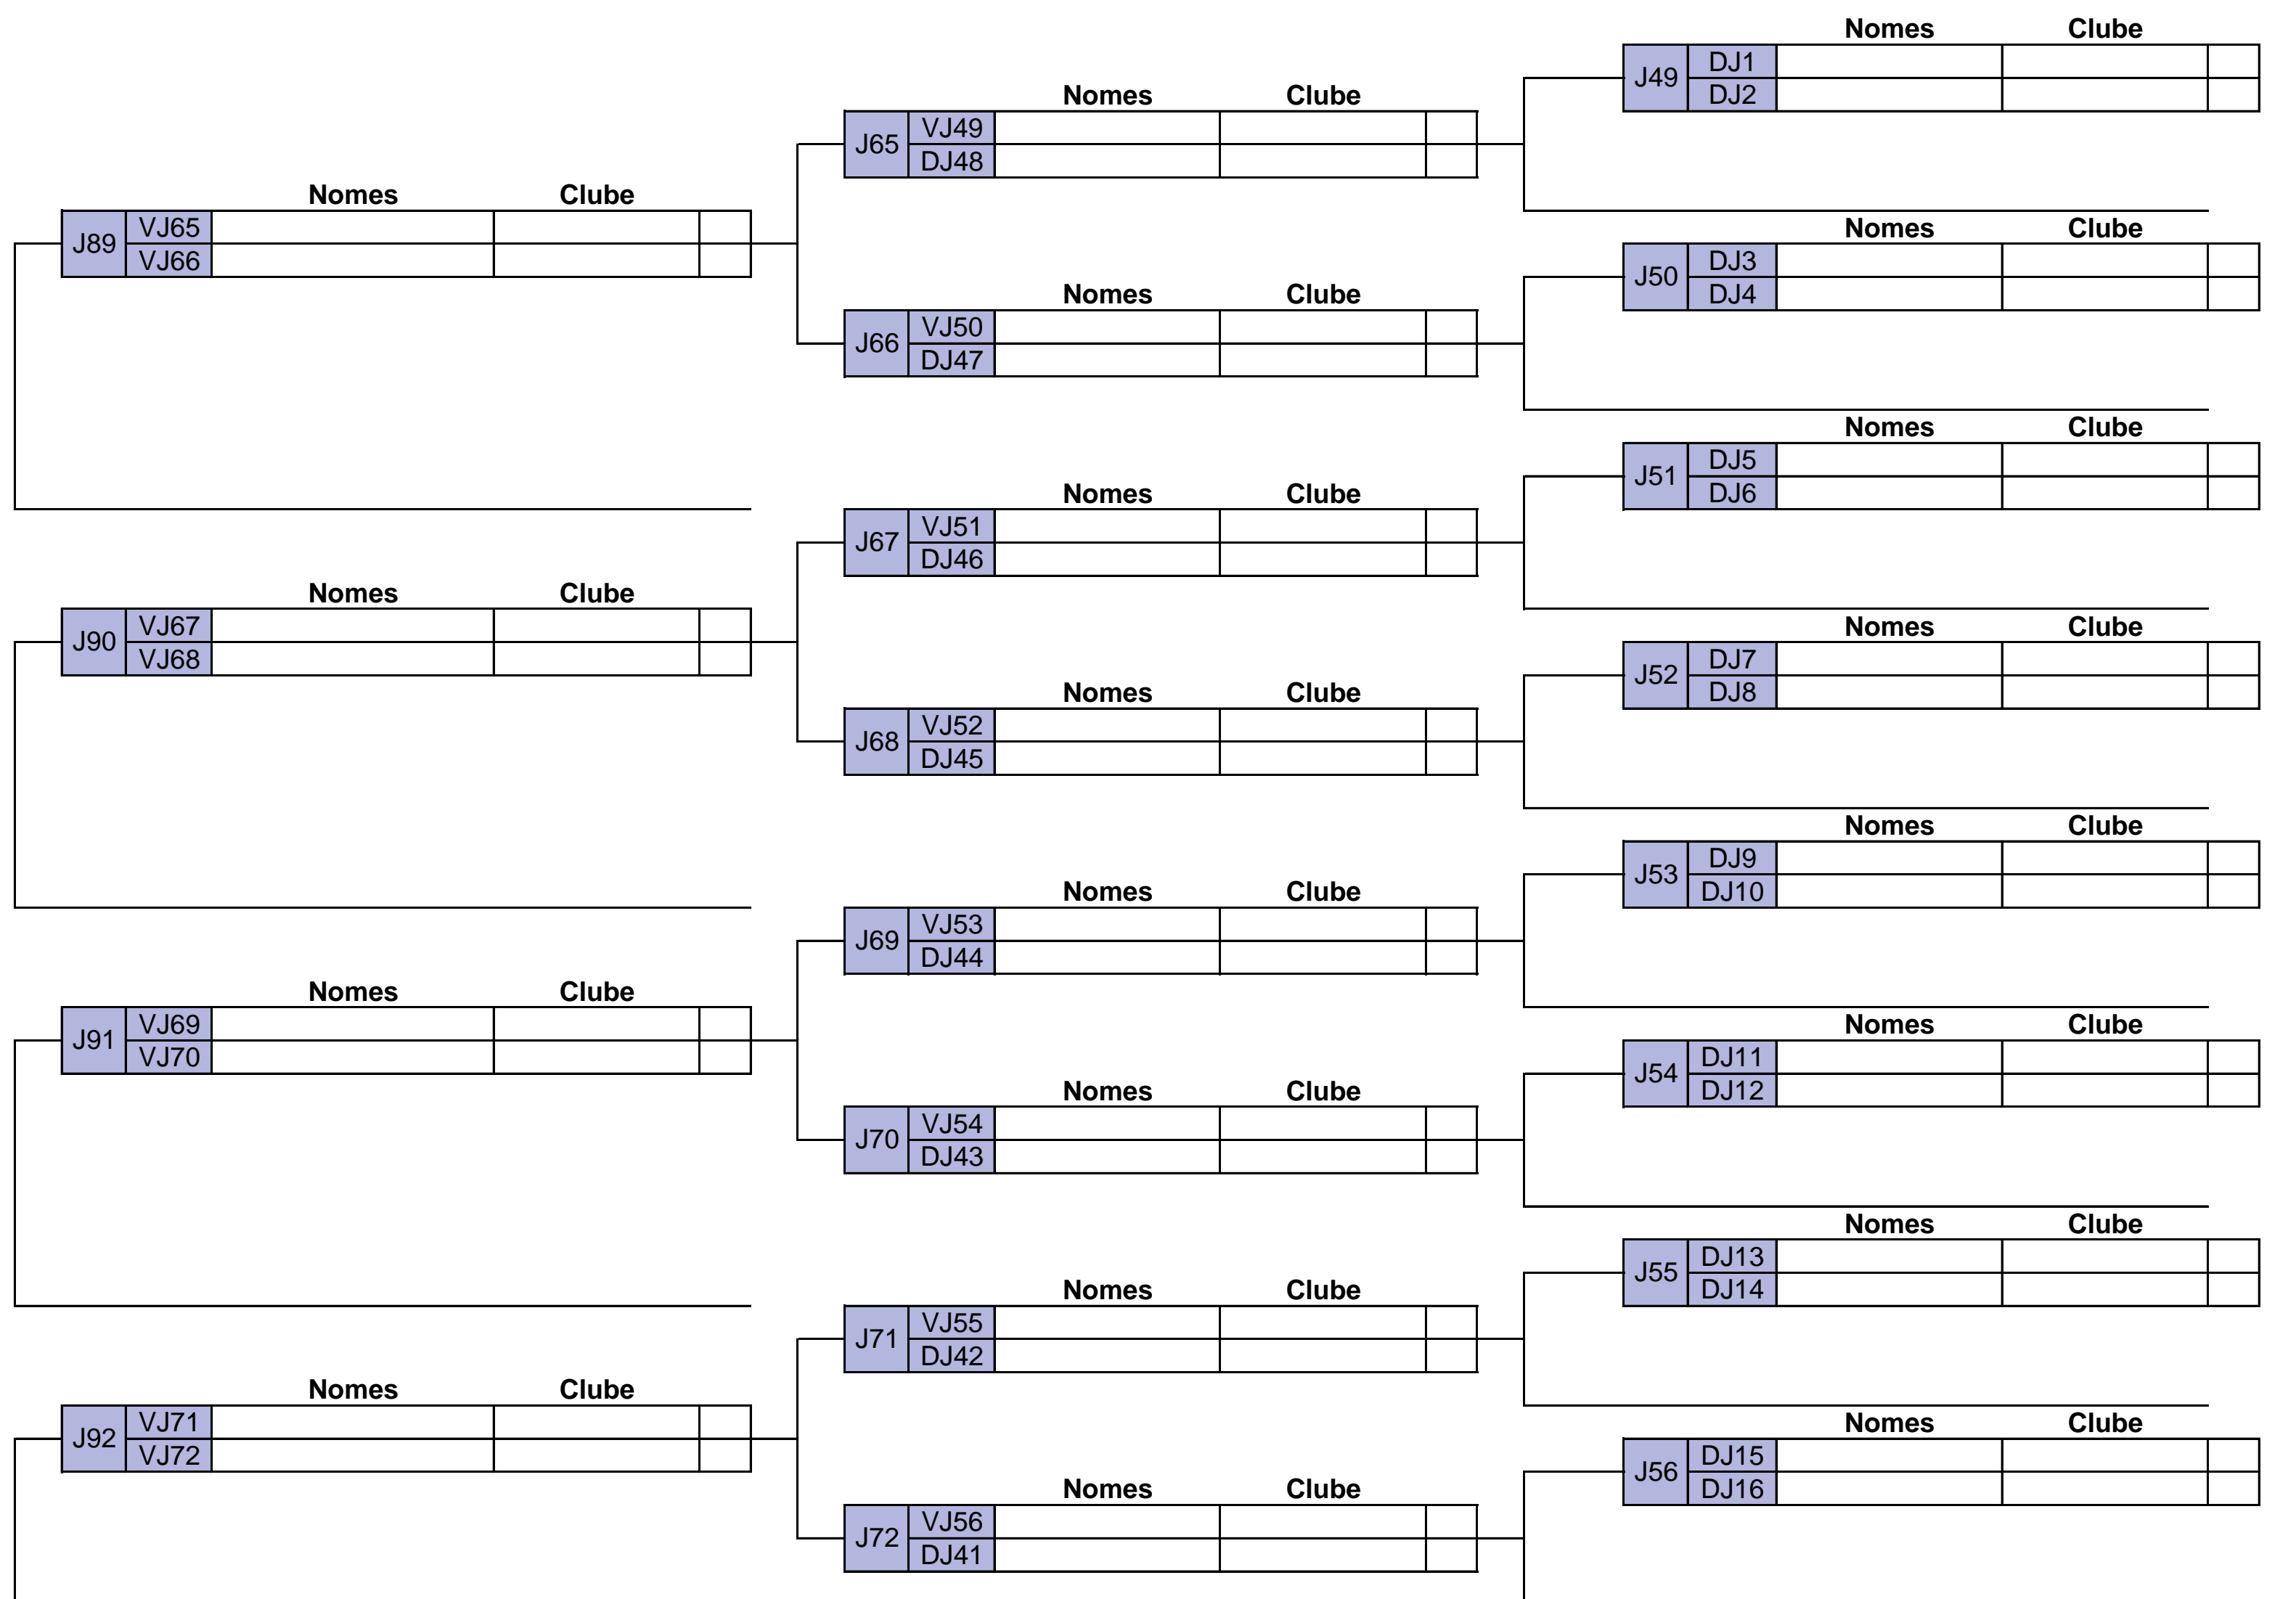 Nomes Clube
J49 DJ1
DJ2
Nomes Clube
J65 VJ49
DJ48
Nomes Clube
J89 VJ65
VJ66
Nomes Clube
J50 DJ3
DJ4
Nomes Clube
J66 VJ50
DJ47
Nomes Clube
J51 DJ5
DJ6
Nomes Clube
J67 VJ51
DJ46
Nomes Clube
J90 VJ67
VJ68
Nomes Clube
J52 DJ7
DJ8
Nomes Clube
J68 VJ52
DJ45
Nomes Clube
J53 DJ9
DJ10
Nomes Clube
J69 VJ53
DJ44
Nomes Clube
J91 VJ69
VJ70
Nomes Clube
J54 DJ11
DJ12
Nomes Clube
J70 VJ54
DJ43
Nomes Clube
J55 DJ13
DJ14
Nomes Clube
J71 VJ55
DJ42
Nomes Clube
J92 VJ71
VJ72
Nomes Clube
J56 DJ15
DJ16
Nomes Clube
J72 VJ56
DJ41